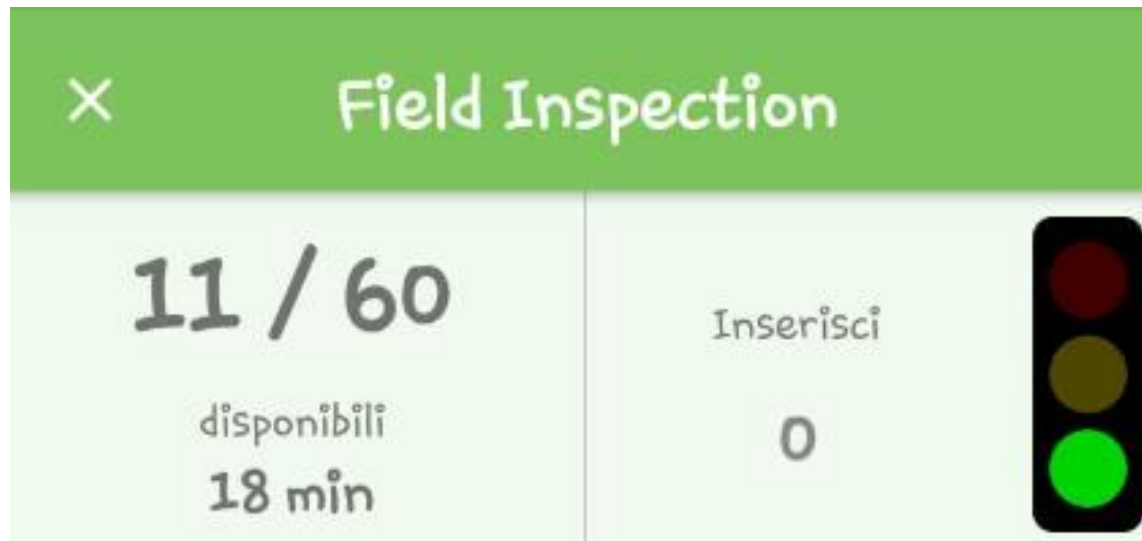 Field Inspection
11 / 60
disponibili
18 min
Inserisci
0